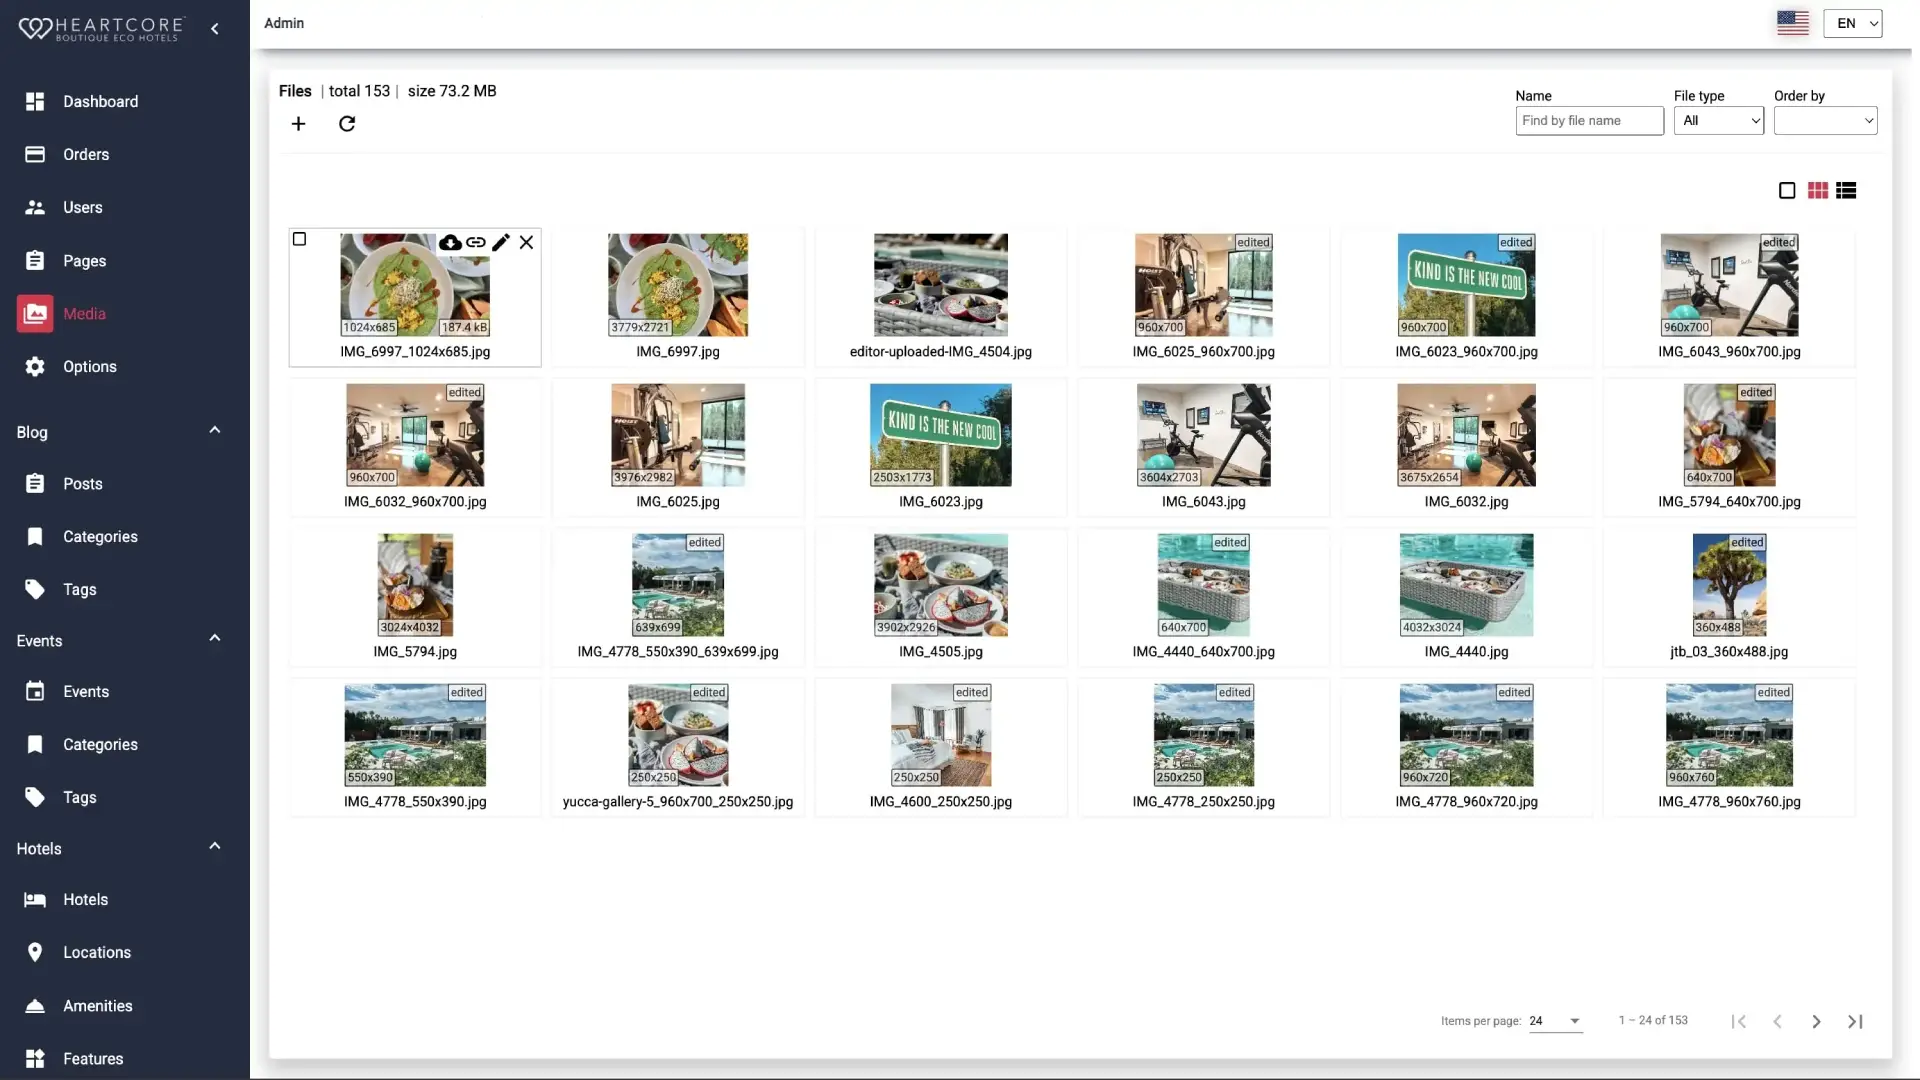 HEARTCORE
BOUTIQUE ECO HOTELS
Admin
EN
Dashboard
Orders
Users
Pages
Media
Options
Blog
Posts
Categories
Tags
Events
Events
Categories
Tags
Hotels
Hotels
Locations
Amenities
Features
Files | total 153 | size 73.2 MB
Name
Find by file name
File type
All
Order by
1024x685
187.4 kB
IMG_6997_1024x685.jpg
3779x2721
IMG_6997.jpg
editor-uploaded-IMG_4504.jpg
edited
960x700
IMG_6025_960x700.jpg
edited
KIND IS THE NEW COOL
960x700
IMG_6023_960x700.jpg
edited
960x700
IMG_6043_960x700.jpg
edited
960x700
IMG_6032_960x700.jpg
HOIST
3976x2982
IMG_6025.jpg
KIND IS THE NEW COOL
2503x1773
IMG_6023.jpg
3604x2703
IMG_6043.jpg
3675x2654
IMG_6032.jpg
edited
640x700
IMG_5794_640x700.jpg
3024x4032
IMG_5794.jpg
edited
639x699
IMG_4778_550x390_639x699.jpg
3902x2926
IMG_4505.jpg
edited
640x700
IMG_4440_640x700.jpg
4032x3024
IMG_4440.jpg
edited
360x488
jtb_03_360x488.jpg
edited
550x390
IMG_4778_550x390.jpg
edited
250x250
yucca-gallery-5_960x700_250x250.jpg
edited
250x250
IMG_4600_250x250.jpg
edited
250x250
IMG_4778_250x250.jpg
edited
960x720
IMG_4778_960x720.jpg
edited
960x760
IMG_4778_960x760.jpg
Items per page: 24
1 – 24 of 153